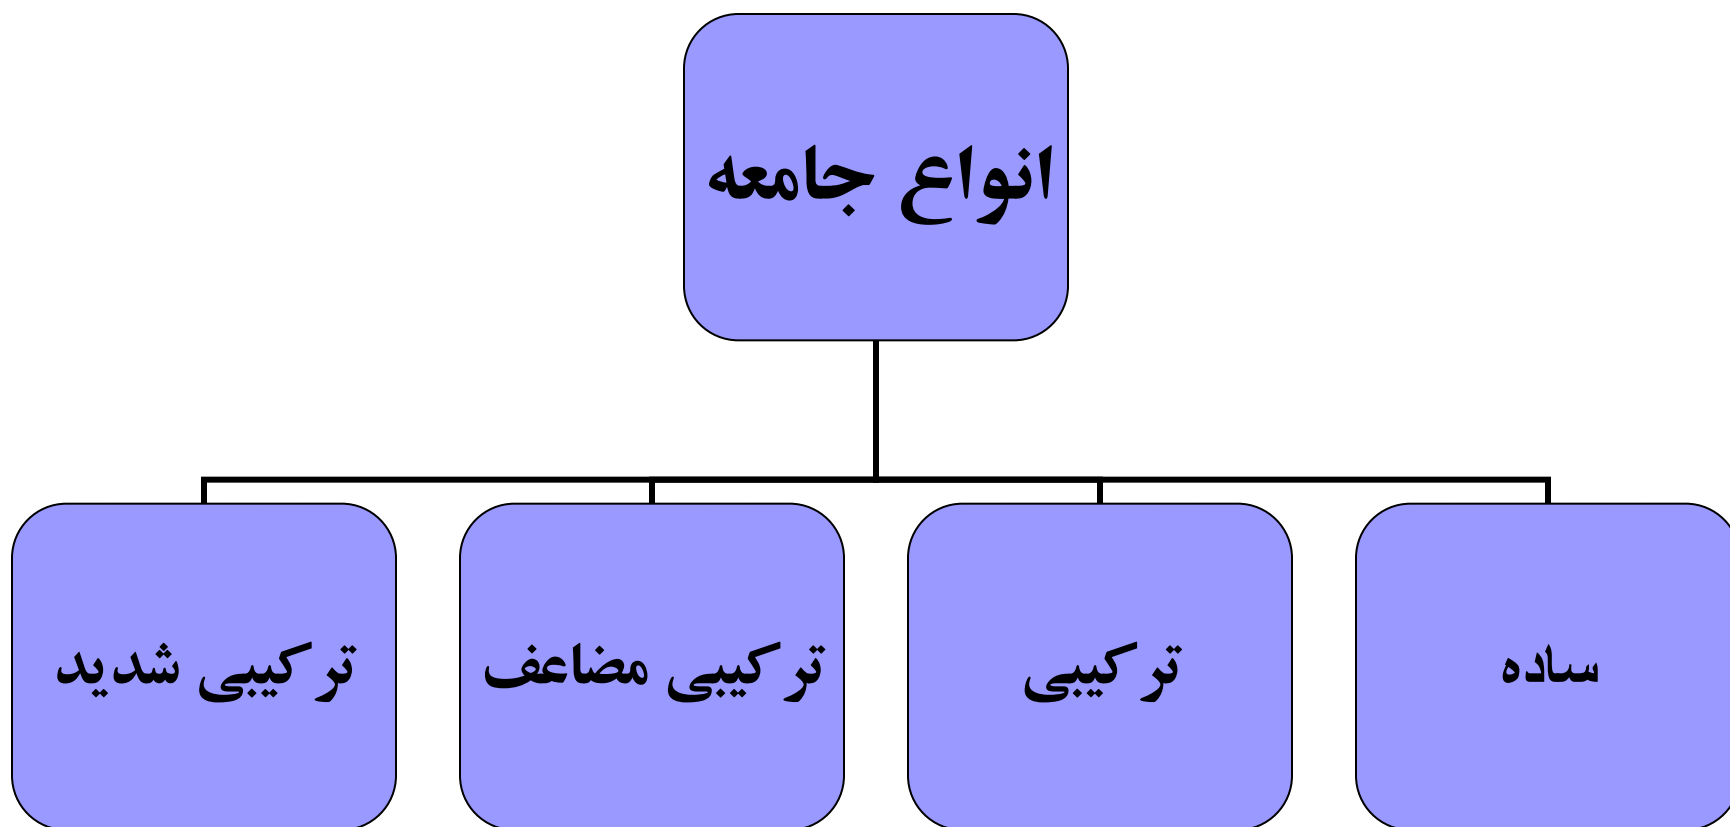 انواع جامعه
ساده
ترکیبی
ترکیبی مضاعف
ترکیبی شدید